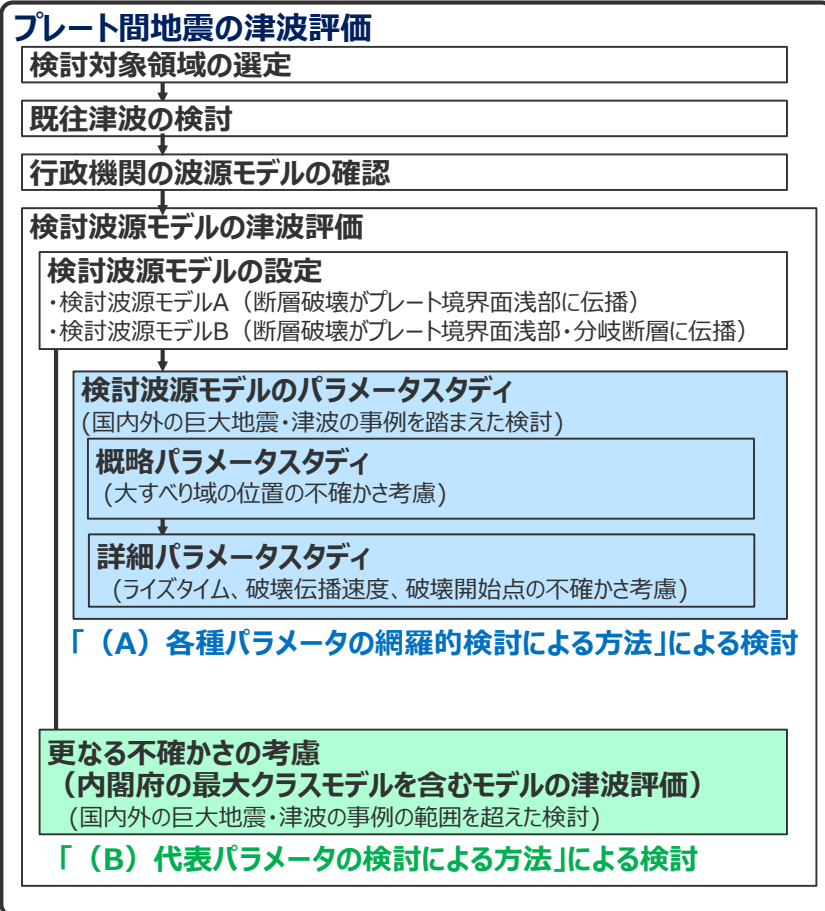 プレート間地震の津波評価
検討対象領域の選定
既往津波の検討
行政機関の波源モデルの確認
検討波源モデルの津波評価
検討波源モデルの設定
・検討波源モデルA（断層破壊がプレート境界面浅部に伝播）
・検討波源モデルB（断層破壊がプレート境界面浅部・分岐断層に伝播）
検討波源モデルのパラメータスタディ
(国内外の巨大地震・津波の事例を踏まえた検討)
概略パラメータスタディ
(大すべり域の位置の不確かさ考慮)
詳細パラメータスタディ
(ライズタイム、破壊伝播速度、破壊開始点の不確かさ考慮)
「（A）各種パラメータの網羅的検討による方法」による検討
更なる不確かさの考慮
（内閣府の最大クラスモデルを含むモデルの津波評価）
(国内外の巨大地震・津波の事例の範囲を超えた検討)
「（B）代表パラメータの検討による方法」による検討